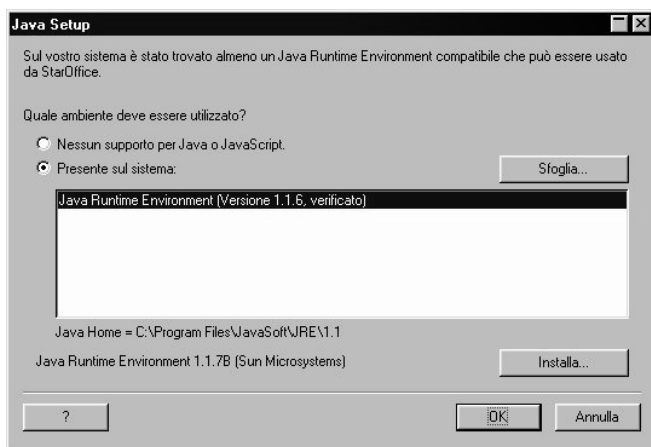 Java Setup
Sul vostro sistema è stato trovato almeno un Java Runtime Environment compatibile che può essere usato
da StarOffice.
Quale ambiente deve essere utilizzato?
Nessun supporto per Java o JavaScript.
Presente sul sistema:
Sfoglia...
Java Runtime Environment (Versione 1.1.6, verificato)
Java Home = C:\Program Files\JavaSoft\JRE\1.1
Java Runtime Environment 1.1.7B (Sun Microsystems)
Installa...
?
OK
Annulla